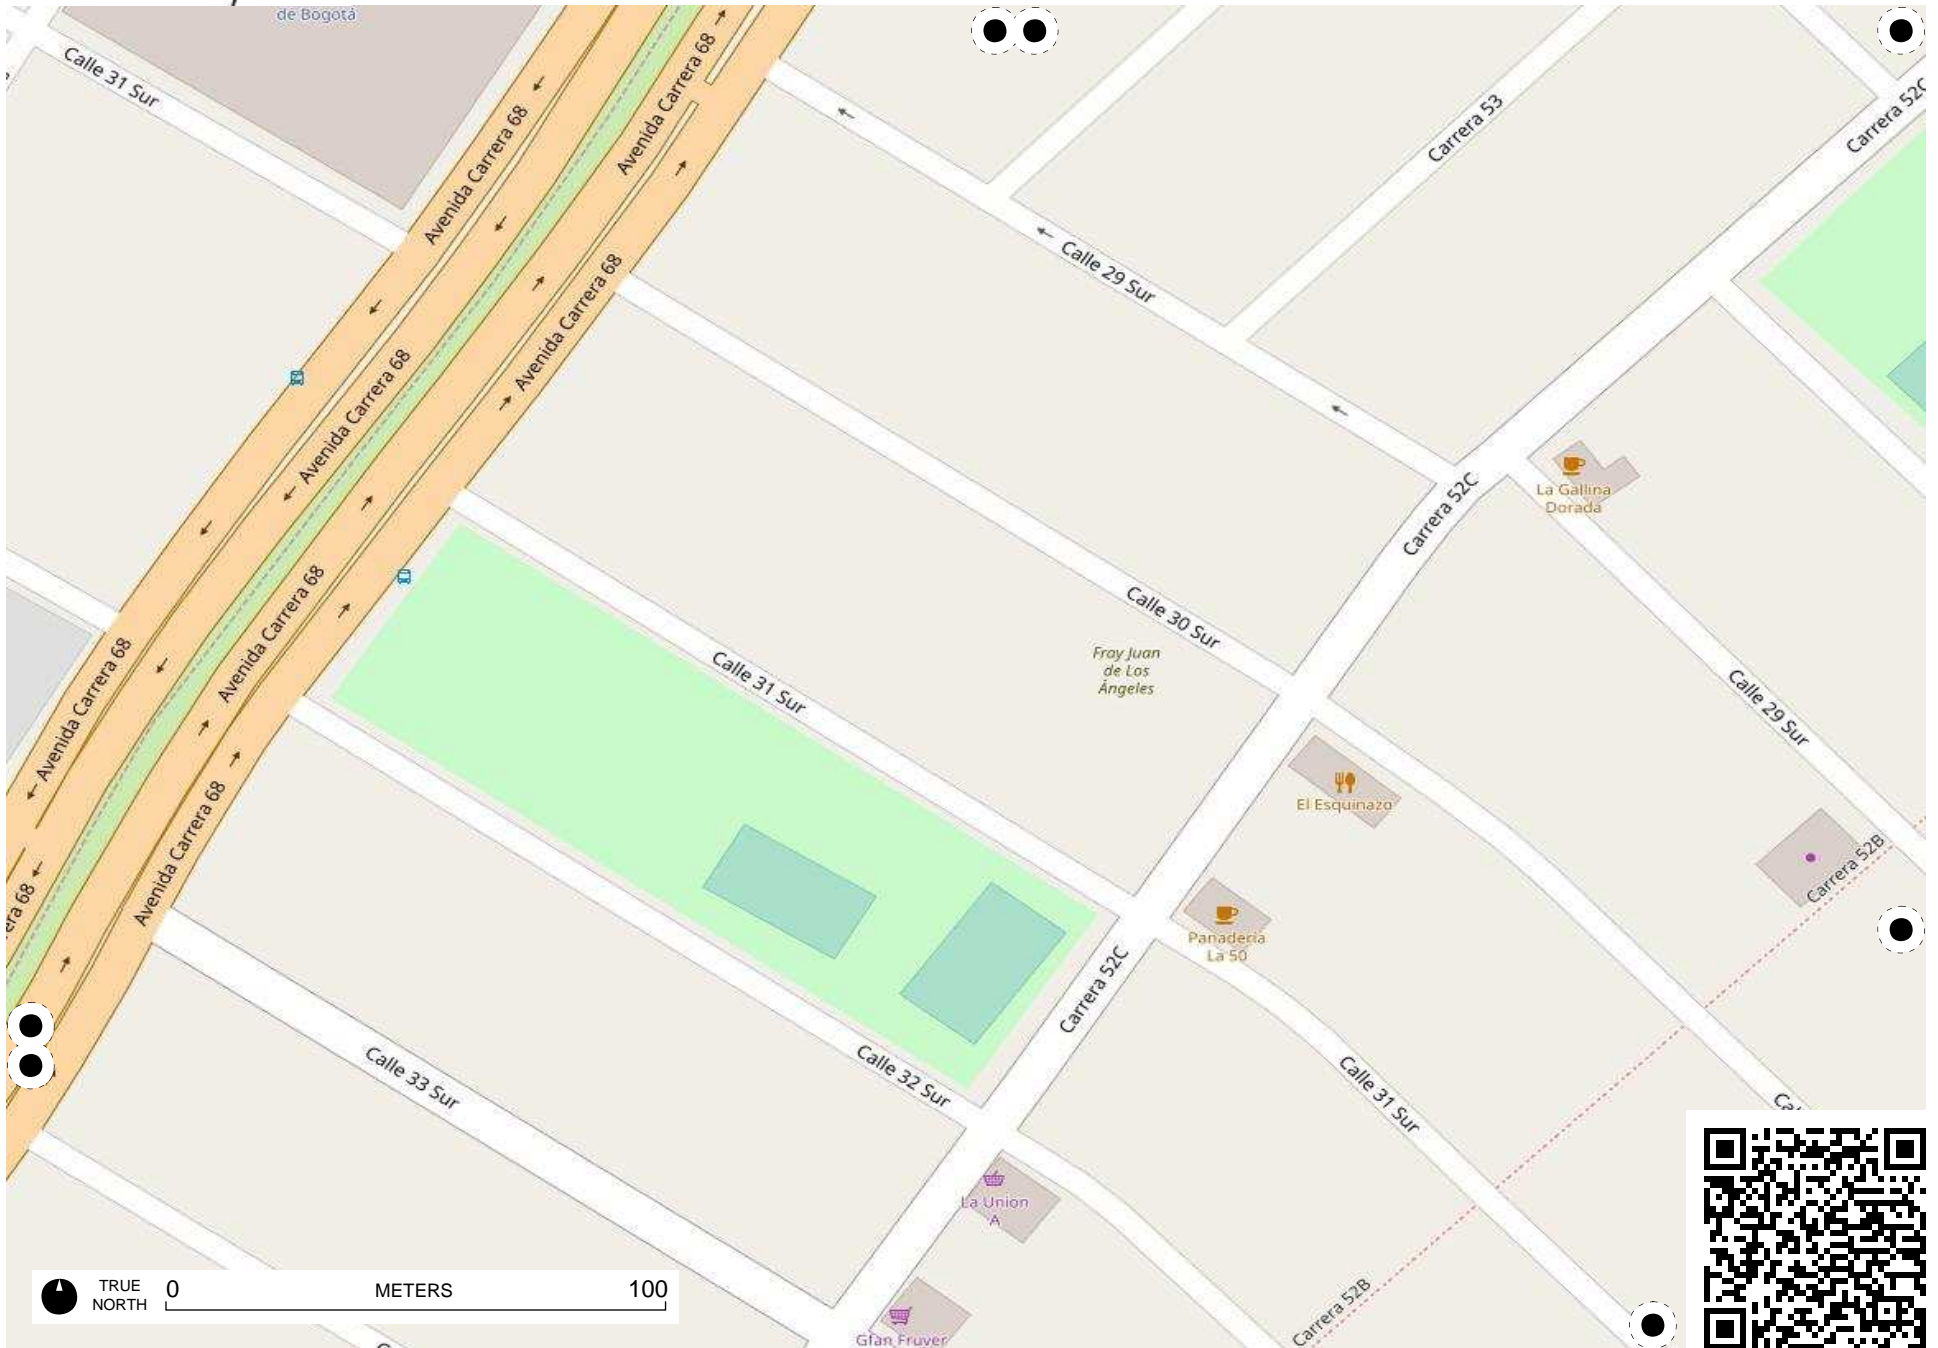 de Bogotá
Calle 31 Sur
Avenida Carrera 68
Avenida Carrera 68
Carrera 53
Carrera 52C
Calle 29 Sur
Avenida Carrera 68
Avenida Carrera 68
Carrera 52C
La Gallina
Dorada
Avenida Carrera 68
Calle 30 Sur
Fray Juan
de Los
Ángeles
Calle 31 Sur
Calle 29 Sur
Avenida Carrera 68
Avenida Carrera 68
El Esquinazo
Carrera 52B
era 68
Panadería
La 50
Carrera 52C
Calle 33 Sur
Calle 32 Sur
Calle 31 Sur
Ca
La Union
A
TRUE
NORTH
0 METERS 100
Carrera 52B
Gran Fruver